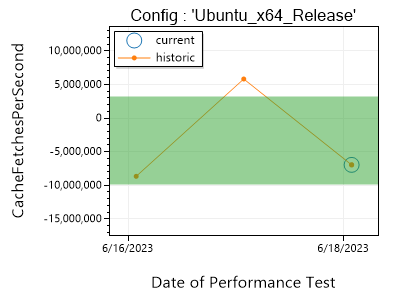 Config : 'Ubuntu_x64_Release'
current
historic
CacheFetchesPerSecond
10,000,000
5,000,000
0
-5,000,000
-10,000,000
-15,000,000
6/16/2023
6/18/2023
Date of Performance Test